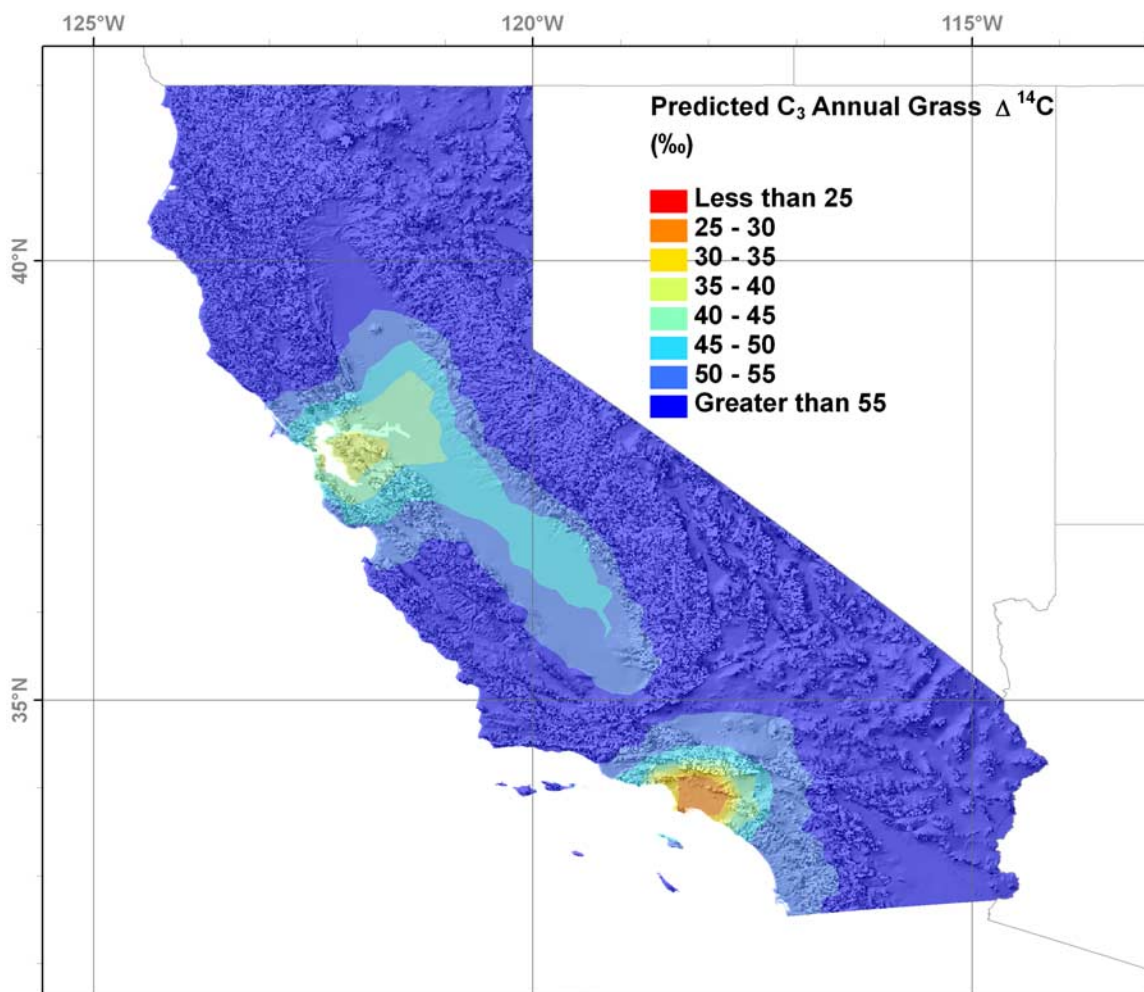 125°W 120°W 115°W
Predicted C₃ Annual Grass Δ ¹⁴C
(‰)
Less than 25
25 - 30
40°N
30 - 35
35 - 40
40 - 45
45 - 50
50 - 55
Greater than 55
35°N